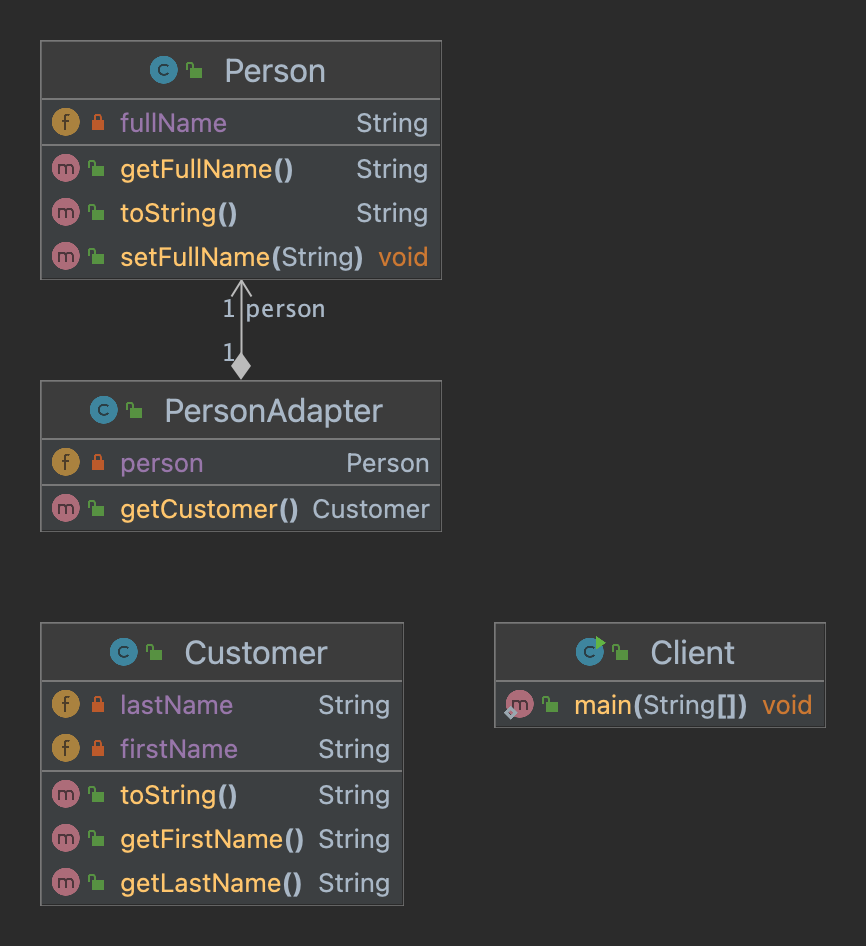 Person
fullName String
getFullName() String
toString() String
setFullName(String) void
1 person
1
PersonAdapter
person Person
getCustomer() Customer
Customer
lastName String
firstName String
toString() String
getFirstName() String
getLastName() String
Client
main(String[]) void